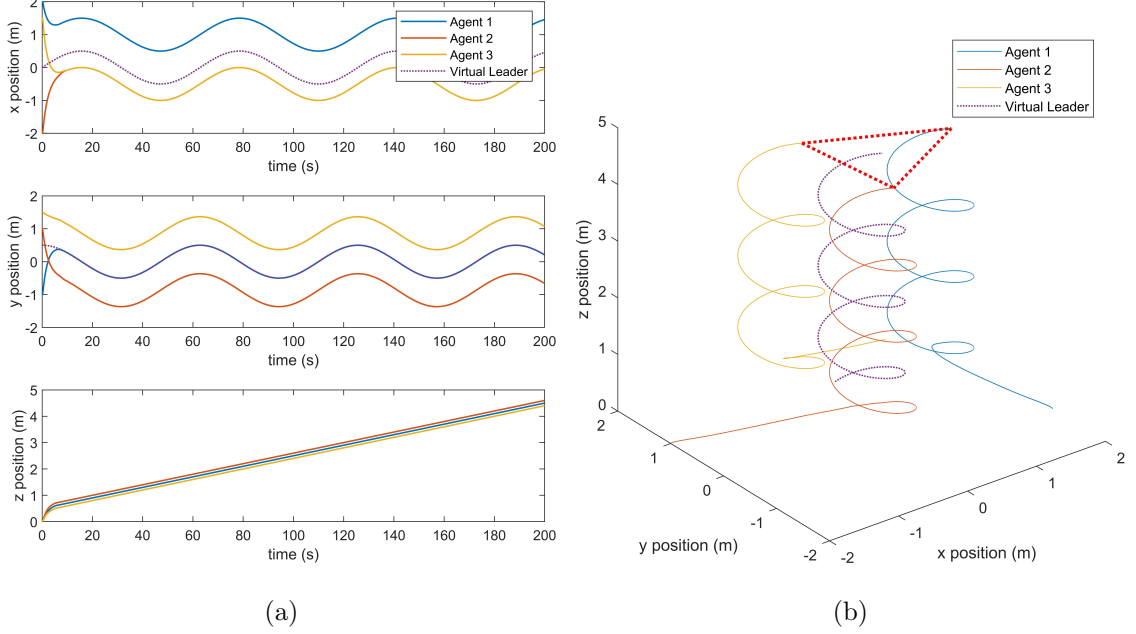 2
1
0
-1
-2
x position (m)
0 20 40 60 80 100 120 140 160 180 200
time (s)
Agent 1
Agent 2
Agent 3
Virtual Leader
2
1
0
-1
-2
y position (m)
0 20 40 60 80 100 120 140 160 180 200
time (s)
5
4
3
2
1
0
z position (m)
0 20 40 60 80 100 120 140 160 180 200
time (s)
(a)
Agent 1
Agent 2
Agent 3
Virtual Leader
5
4
3
2
1
0
z position (m)
2
1
0
-1
-2
y position (m)
-2
-1
0
1
2
x position (m)
(b)